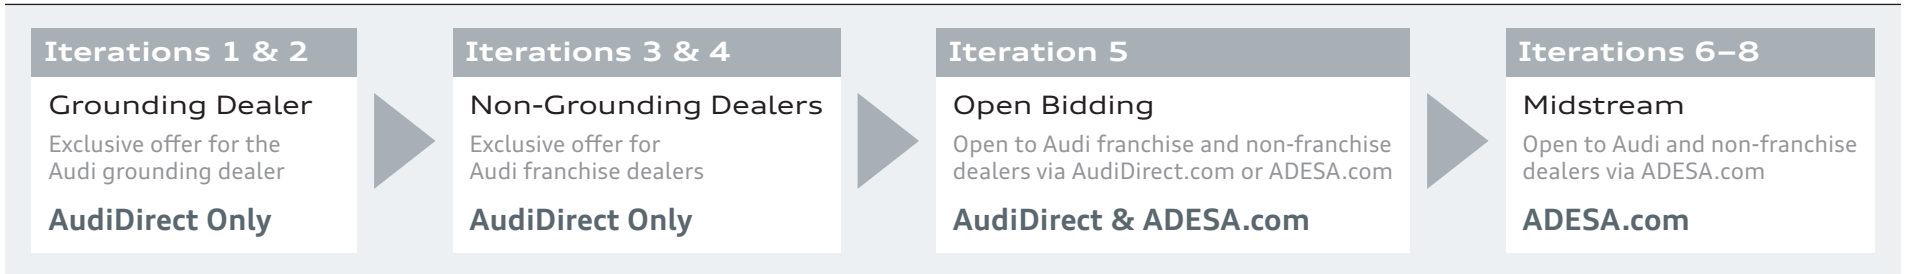 Iterations 1 & 2
Grounding Dealer
Exclusive offer for the
Audi grounding dealer
AudiDirect Only
Iterations 3 & 4
Non-Grounding Dealers
Exclusive offer for
Audi franchise dealers
AudiDirect Only
Iteration 5
Open Bidding
Open to Audi franchise and non-franchise
dealers via AudiDirect.com or ADESA.com
AudiDirect & ADESA.com
Iterations 6–8
Midstream
Open to Audi and non-franchise
dealers via ADESA.com
ADESA.com